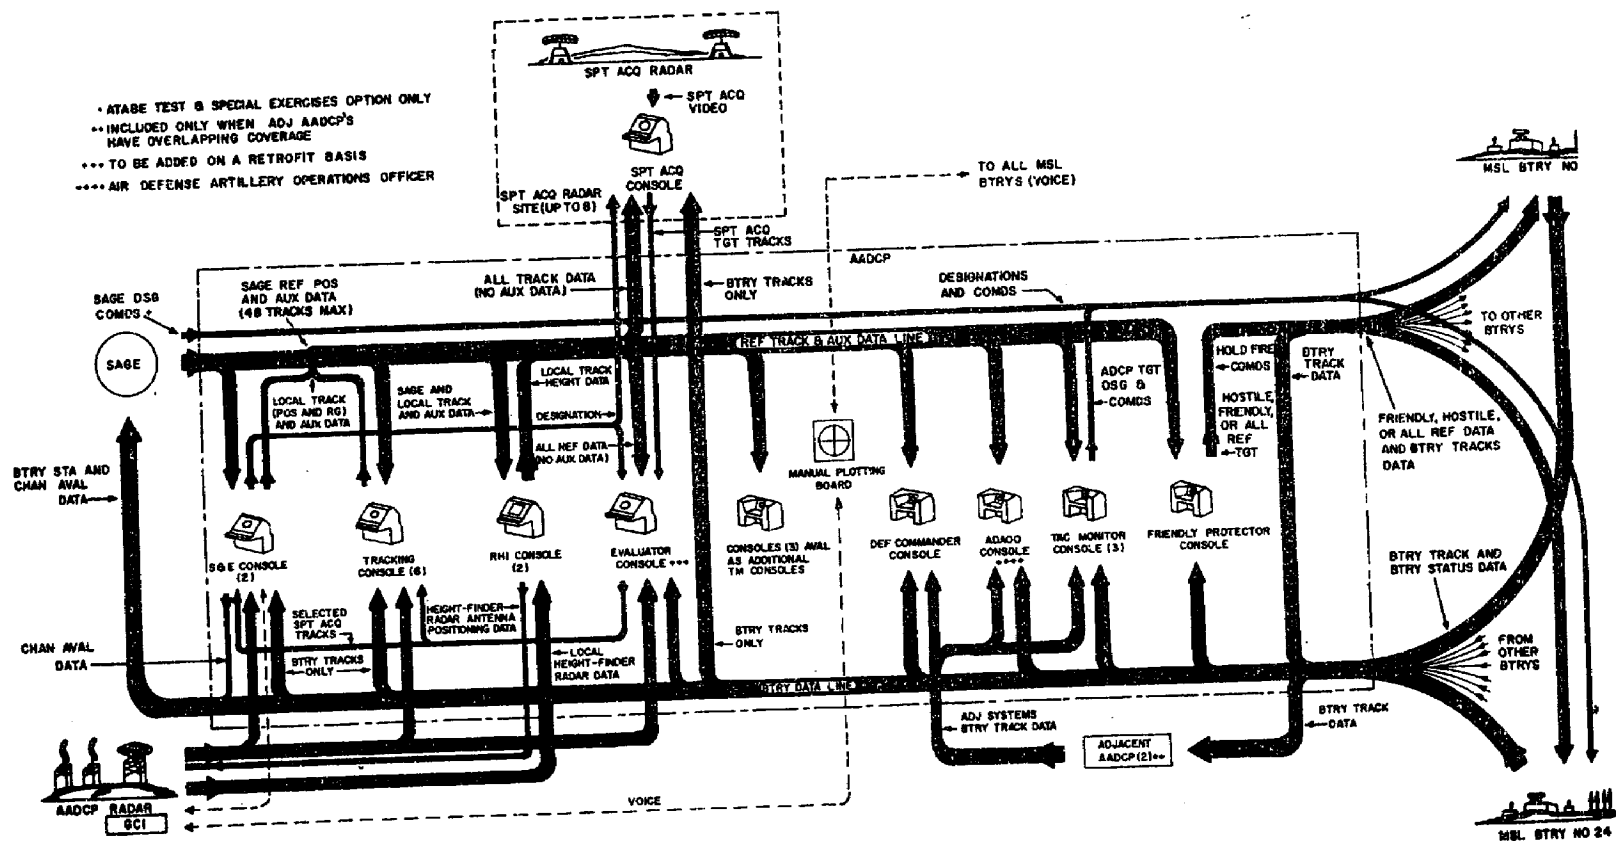 SPT ACQ RADAR
SPT ACQ
VIDEO
SPT ACQ
CONSOLE
SPT ACQ RADAR
SITE (UP TO 8)
SPT ACQ
TGT TRACKS
• ATABE TEST & SPECIAL EXERCISES OPTION ONLY
•• INCLUDED ONLY WHEN ADJ AADCP'S
HAVE OVERLAPPING COVERAGE
••• TO BE ADDED ON A RETROFIT BASIS
•••• AIR DEFENSE ARTILLERY OPERATIONS OFFICER
TO ALL MSL
BTRYS (VOICE)
MSL BTRY NO
AADCP
SAGE DSG
COMDS •
SAGE REF POS
AND AUX DATA
(48 TRACKS MAX)
ALL TRACK DATA
(NO AUX DATA)
BTRY TRACKS
ONLY
DESIGNATIONS
AND COMDS
TO OTHER
BTRYS
SAGE
REF TRACK & AUX DATA LINE
LOCAL TRACK
(POS AND RG)
AND AUX DATA
SAGE AND
LOCAL TRACK
AND AUX DATA
LOCAL TRACK
HEIGHT DATA
DESIGNATION
ALL REF DATA
(NO AUX DATA)
MANUAL PLOTTING
BOARD
ADCP TGT
DSG &
COMDS
HOLD FIRE
COMDS
HOSTILE,
FRIENDLY,
OR ALL
REF
TGT
BTRY
TRACK
DATA
FRIENDLY, HOSTILE,
OR ALL REF DATA
AND BTRY TRACKS
DATA
BTRY STA AND
CHAN AVAL
DATA
S&E CONSOLE
(2)
TRACKING
CONSOLE (6)
RHI CONSOLE
(2)
EVALUATOR
CONSOLE •••
CONSOLES (3) AVAL
AS ADDITIONAL
TM CONSOLES
DEF COMMANDER
CONSOLE
ADAOO
CONSOLE
••••
TAC MONITOR
CONSOLE (3)
FRIENDLY PROTECTOR
CONSOLE
BTRY TRACK AND
BTRY STATUS DATA
CHAN AVAL
DATA
SELECTED
SPT ACQ
TRACKS
BTRY TRACKS
ONLY
HEIGHT-FINDER
RADAR ANTENNA
POSITIONING DATA
LOCAL
HEIGHT-FINDER
RADAR DATA
BTRY TRACKS
ONLY
FROM
OTHER
BTRYS
BTRY DATA LINE
ADJ SYSTEMS
BTRY TRACK DATA
ADJACENT
AADCP (2) ••
BTRY TRACK
DATA
AADCP RADAR
GCI
VOICE
MSL BTRY NO 24